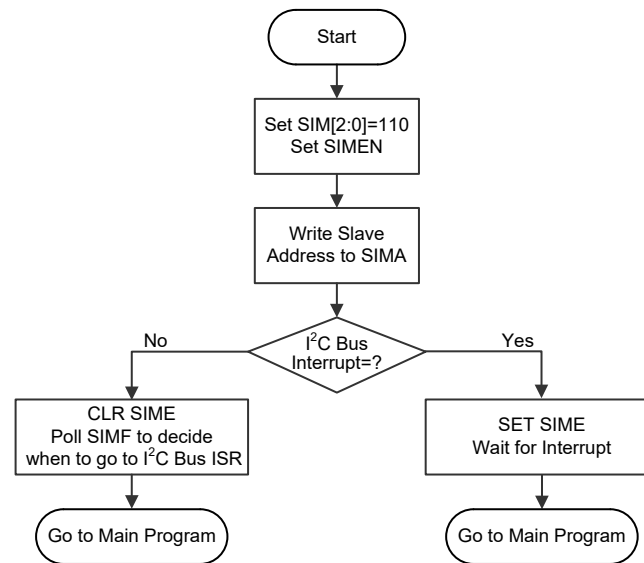 Start
Set SIM[2:0]=110
Set SIMEN
Write Slave
Address to SIMA
I²C Bus
Interrupt=?
No
Yes
CLR SIME
Poll SIMF to decide
when to go to I²C Bus ISR
SET SIME
Wait for Interrupt
Go to Main Program
Go to Main Program